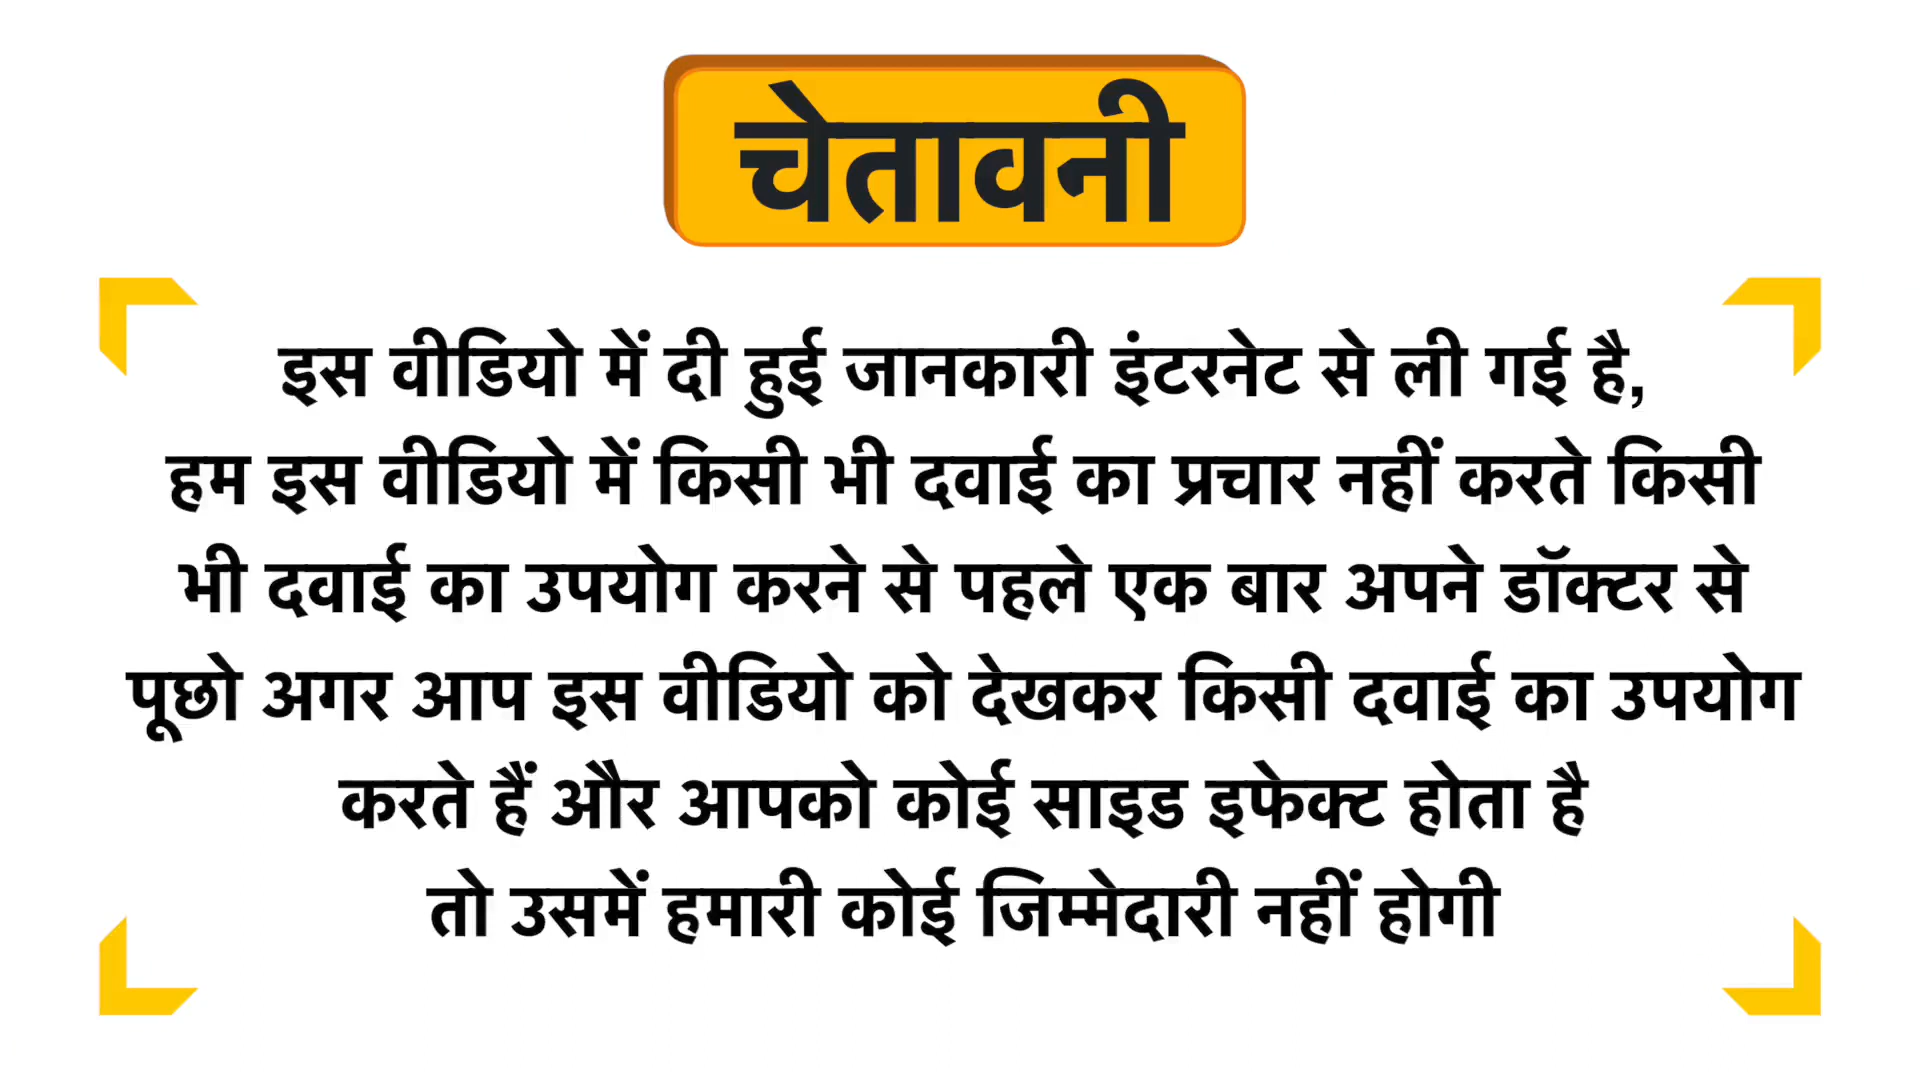 चेतावनी
इस वीडियो में दी हुई जानकारी इंटरनेट से ली गई है,
हम इस वीडियो में किसी भी दवाई का प्रचार नहीं करते किसी
भी दवाई का उपयोग करने से पहले एक बार अपने डॉक्टर से
पूछो अगर आप इस वीडियो को देखकर किसी दवाई का उपयोग
करते हैं और आपको कोई साइड इफेक्ट होता है
तो उसमें हमारी कोई जिम्मेदारी नहीं होगी